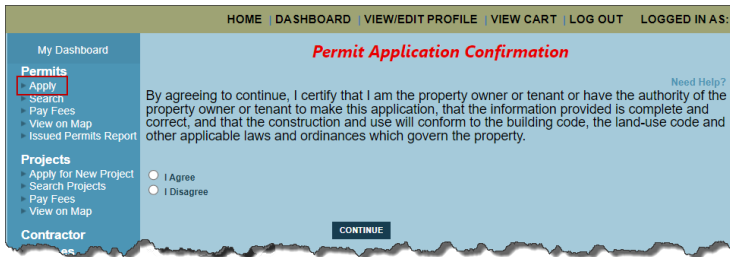 HOME | DASHBOARD | VIEW/EDIT PROFILE | VIEW CART | LOG OUT LOGGED IN AS:
My Dashboard
Permits
Apply
Search
Pay Fees
View on Map
Issued Permits Report
Projects
Apply for New Project
Search Projects
Pay Fees
View on Map
Contractor
Permit Application Confirmation
Need Help?
By agreeing to continue, I certify that I am the property owner or tenant or have the authority of the
property owner or tenant to make this application, that the information provided is complete and
correct, and that the construction and use will conform to the building code, the land-use code and
other applicable laws and ordinances which govern the property.
I Agree
I Disagree
CONTINUE